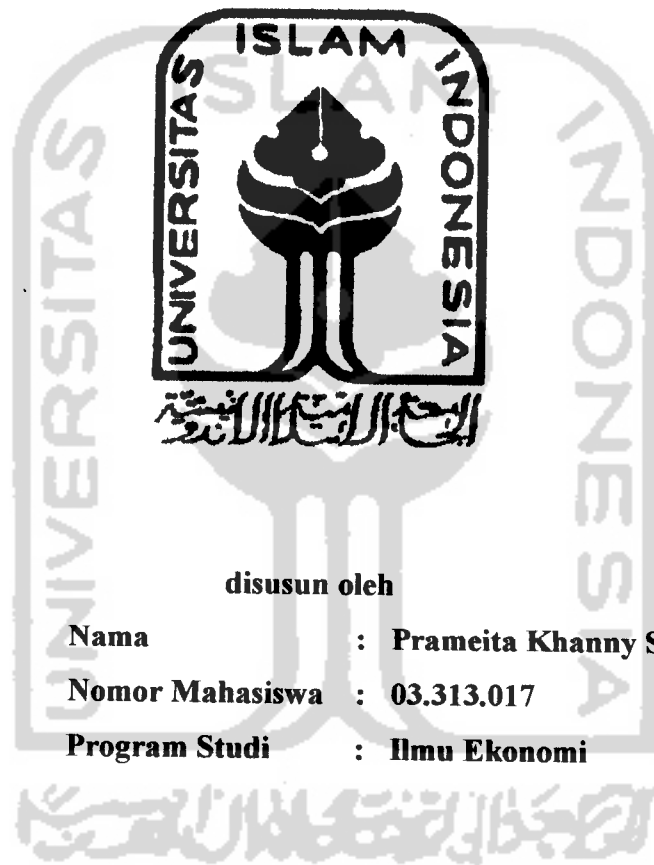 UNIVERSITAS ISLAM INDONESIA
disusun oleh
Nama : Prameita Khanny S
Nomor Mahasiswa : 03.313.017
Program Studi : Ilmu Ekonomi